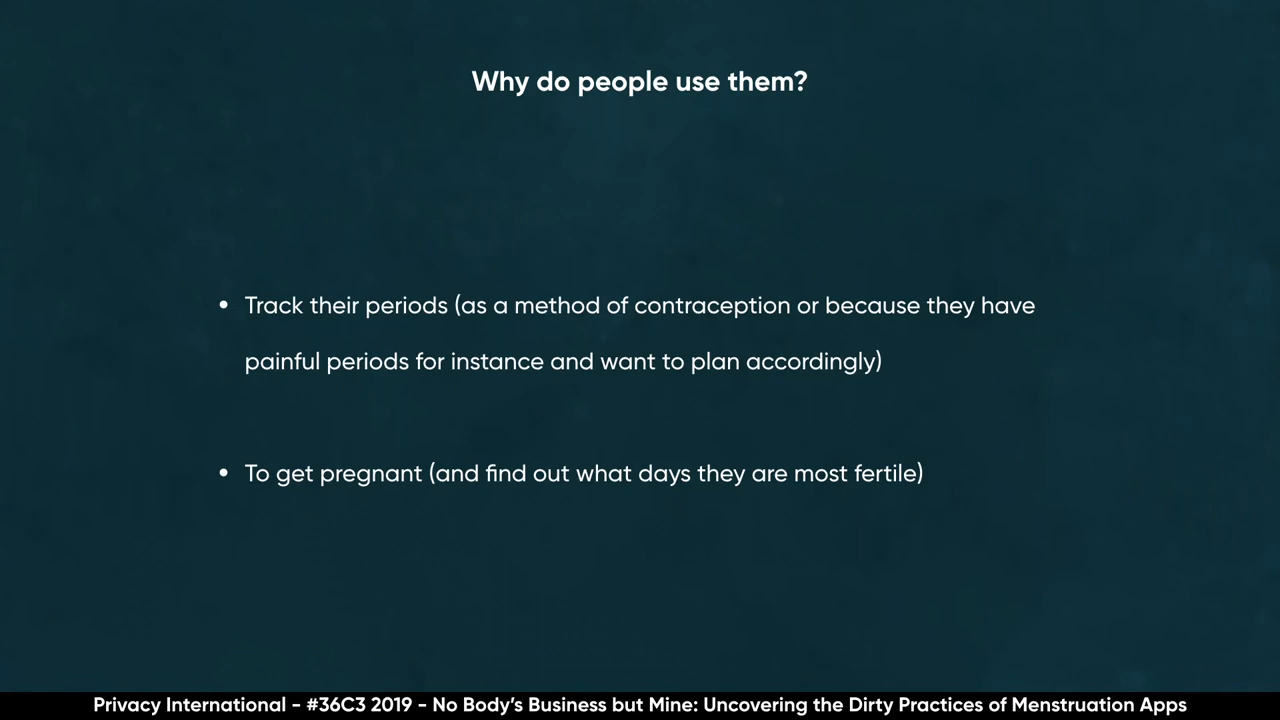 Why do people use them?
• Track their periods (as a method of contraception or because they have
painful periods for instance and want to plan accordingly)
• To get pregnant (and find out what days they are most fertile)
Privacy International - #36C3 2019 - No Body's Business but Mine: Uncovering the Dirty Practices of Menstruation Apps